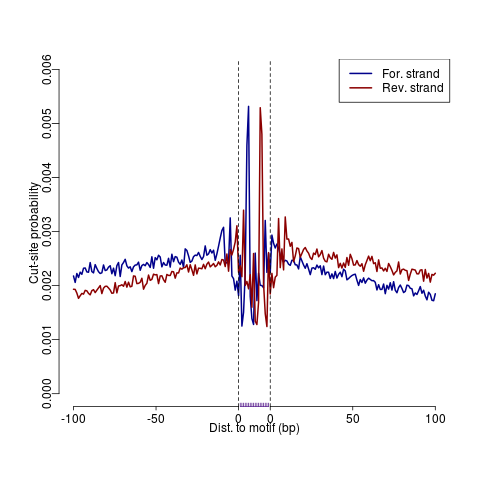 For. strand
Rev. strand
Cut-site probability
0.006
0.005
0.004
0.003
0.002
0.001
0.000
-100 -50 0 0 50 100
Dist. to motif (bp)